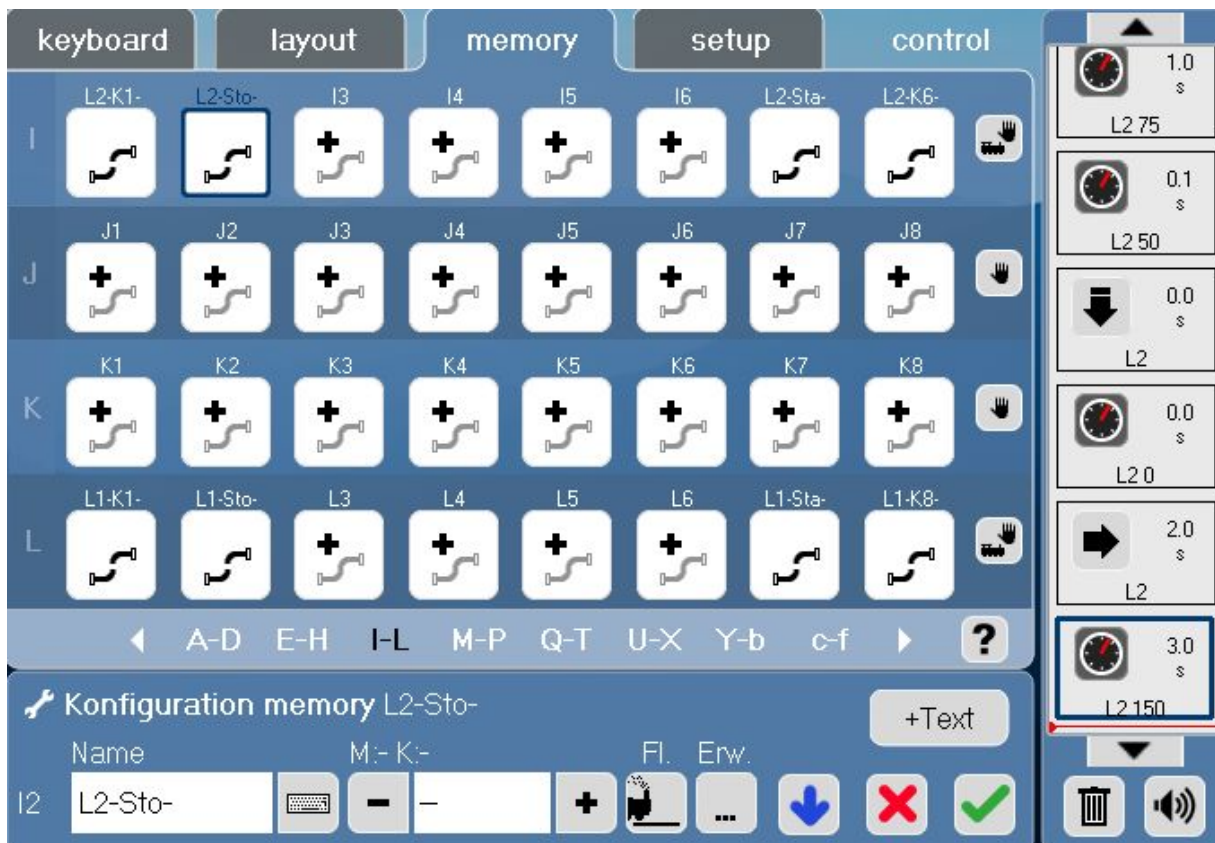 keyboard layout memory setup control
L2-K1- L2-Sto- I3 I4 I5 I6 L2-Sta- L2-K6-
I
J1 J2 J3 J4 J5 J6 J7 J8
J
K1 K2 K3 K4 K5 K6 K7 K8
K
L1-K1- L1-Sto- L3 L4 L5 L6 L1-Sta- L1-K8-
L
A-D E-H I-L M-P Q-T U-X Y-b c-f ?
Konfiguration memory L2-Sto-
+Text
Name M:- K:- Fl. Erw.
I2 L2-Sto- - – + ...
1.0
s
L2 75
0.1
s
L2 50
0.0
s
L2
0.0
s
L2 0
2.0
s
L2
3.0
s
L2 150